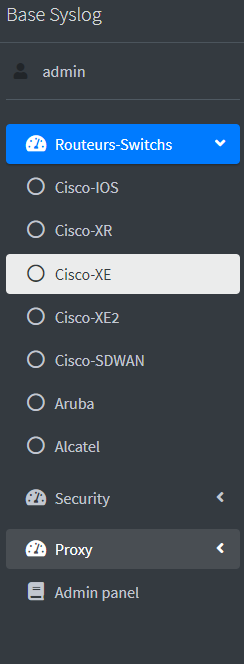 Base Syslog
admin
Routeurs-Switchs
Cisco-IOS
Cisco-XR
Cisco-XE
Cisco-XE2
Cisco-SDWAN
Aruba
Alcatel
Security
Proxy
Admin panel